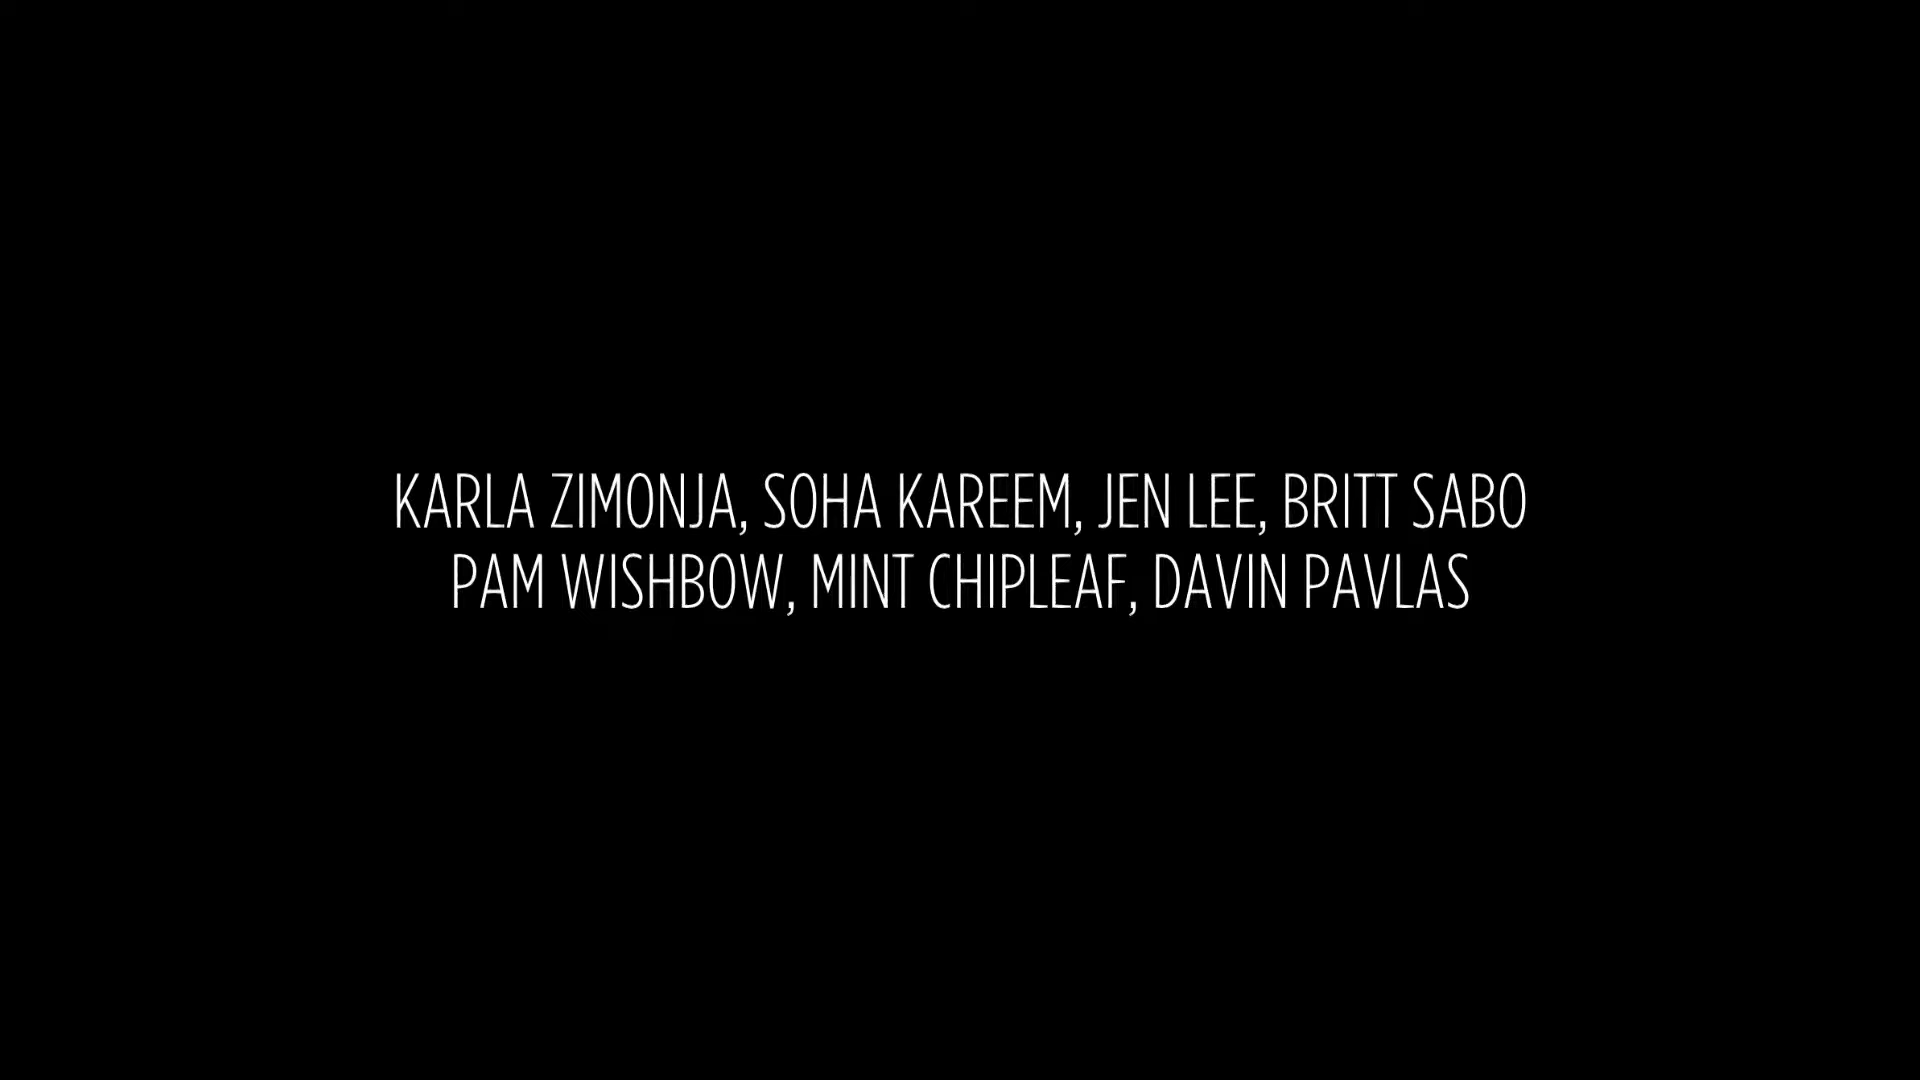 KARLA ZIMONJA, SOHA KAREEM, JEN LEE, BRITT SABO
PAM WISHBOW, MINT CHIPLEAF, DAVIN PAVLAS